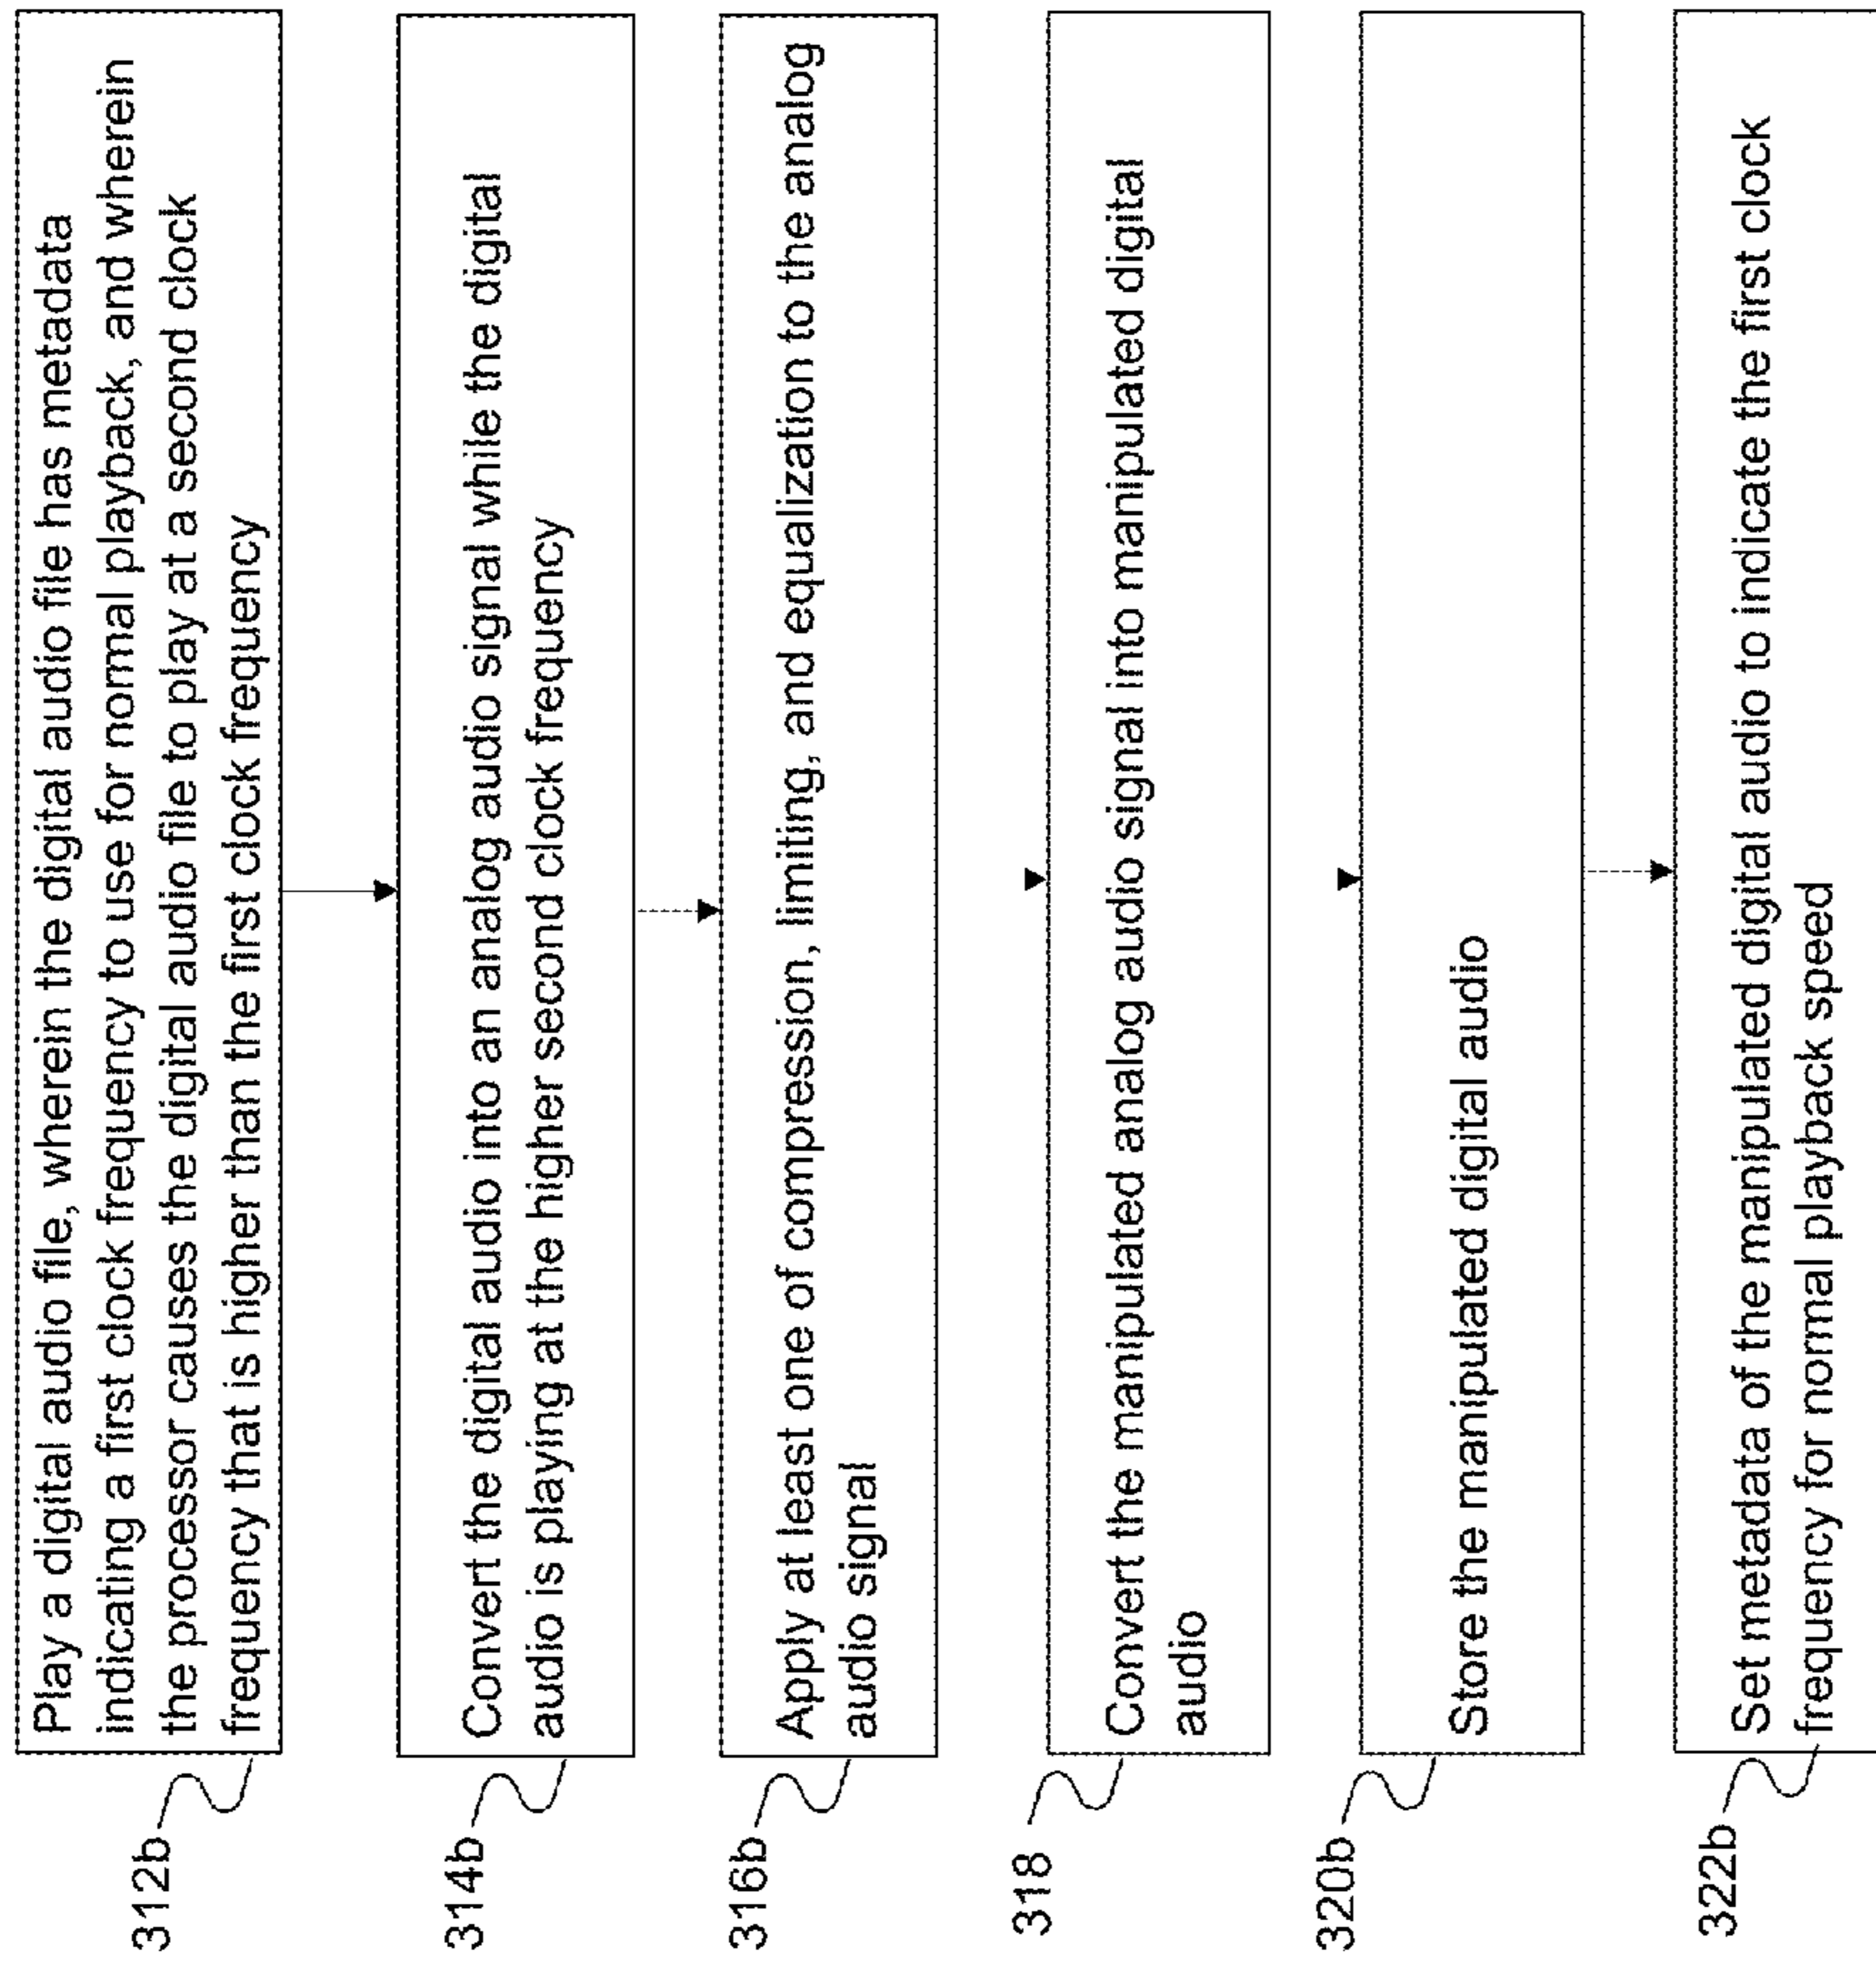 312b
Play a digital audio file, wherein the digital audio file has metadata
indicating a first clock frequency to use for normal playback, and wherein
the processor causes the digital audio file to play at a second clock
frequency that is higher than the first clock frequency
314b
Convert the digital audio into an analog audio signal while the digital
audio is playing at the higher second clock frequency
316b
Apply at least one of compression, limiting, and equalization to the analog
audio signal
318
Convert the manipulated analog audio signal into manipulated digital
audio
320b
Store the manipulated digital audio
322b
Set metadata of the manipulated digital audio to indicate the first clock
frequency for normal playback speed